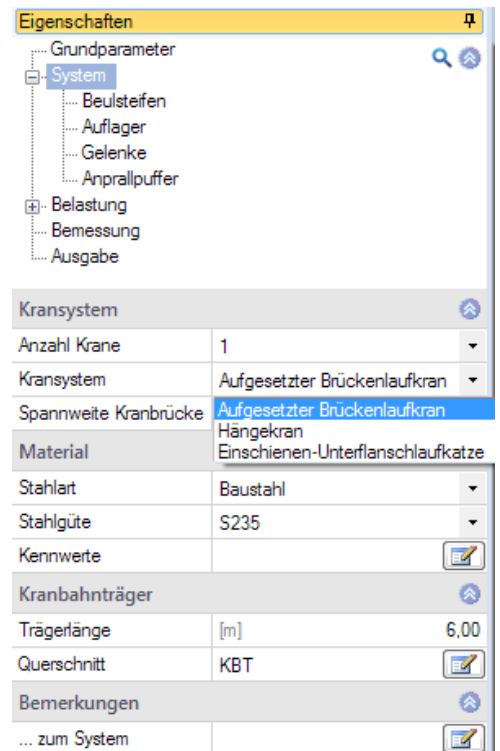 Eigenschaften
Grundparameter
System
Beulsteifen
Auflager
Gelenke
Anprallpuffer
Belastung
Bemessung
Ausgabe
Kransystem
Anzahl Krane 1
Kransystem Aufgesetzter Brückenlaufkran
Spannweite Kranbrücke Aufgesetzter Brückenlaufkran
Hängekran
Einschienen-Unterflanschlaufkatze
Material
Stahlart Baustahl
Stahlgüte S235
Kennwerte
Kranbahnträger
Trägerlänge [m] 6,00
Querschnitt KBT
Bemerkungen
... zum System